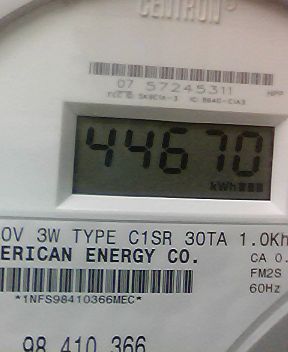 CENTRON®
07 57245311
HPP
44670
kWh
0V 3W TYPE C1SR 30TA 1.0Kh
ERICAN ENERGY CO.
CA 0.
FM2S
60Hz
*1NFS98410366MEC*
98 410 366